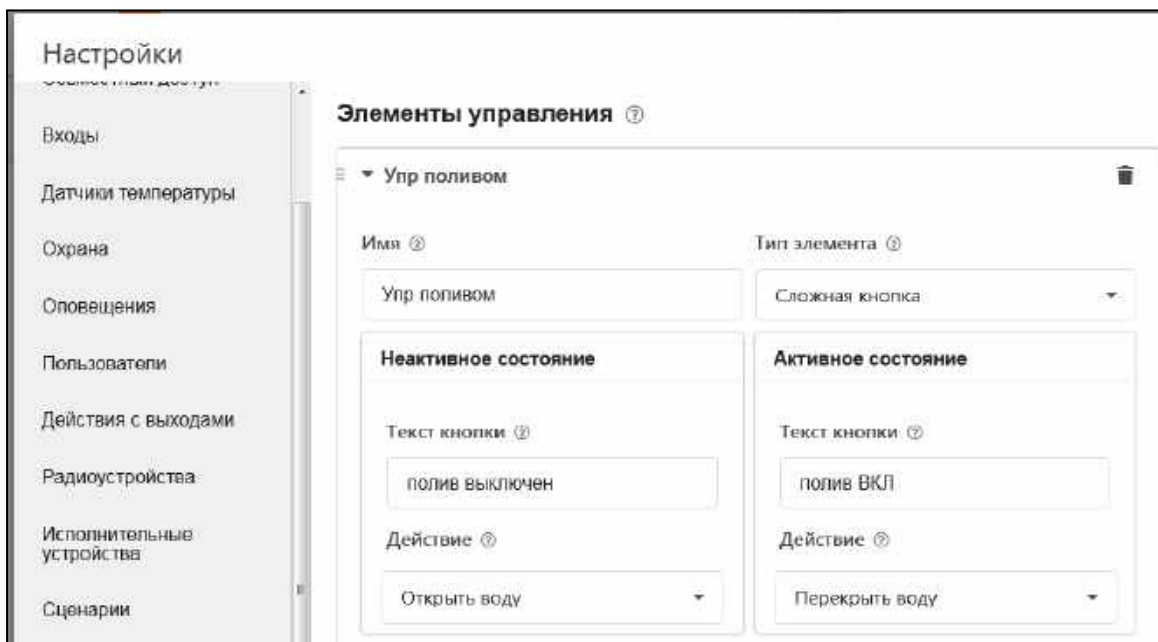 Настройки
Совместный доступ
Входы
Датчики температуры
Охрана
Оповещения
Пользователи
Действия с выходами
Радиоустройства
Исполнительные
устройства
Сценарии
Элементы управления
Упр поливом
Имя
Упр поливом
Тип элемента
Сложная кнопка
Неактивное состояние
Текст кнопки
полив выключен
Действие
Открыть воду
Активное состояние
Текст кнопки
полив ВКЛ
Действие
Перекрыть воду